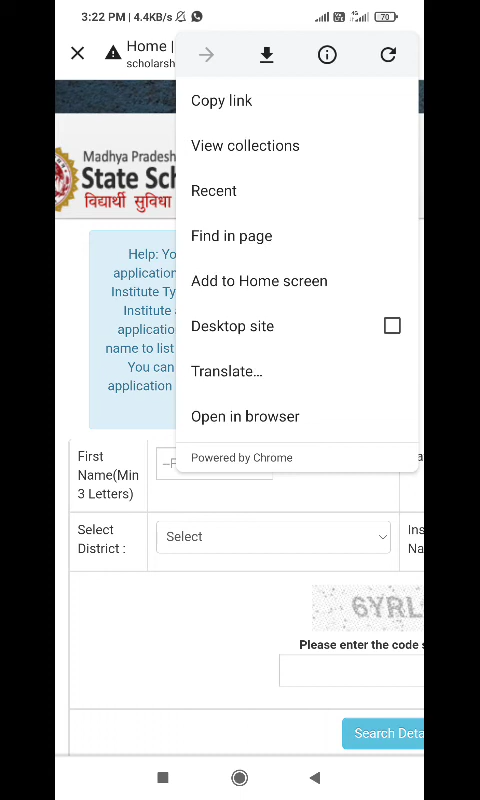 3:22 PM | 4.4KB/s
70
Home |
scholarsh
Copy link
View collections
Recent
Find in page
Add to Home screen
Desktop site
Translate...
Open in browser
Powered by Chrome
Madhya Pradesh
State Sch
विद्यार्थी सुविधा
Help: Yo
application
Institute Ty
Institute a
applicatio
name to list
You can
application
First
Name(Min
3 Letters)
Select
District :
Select
Ins
Na
6YRL
Please enter the code s
Search Deta